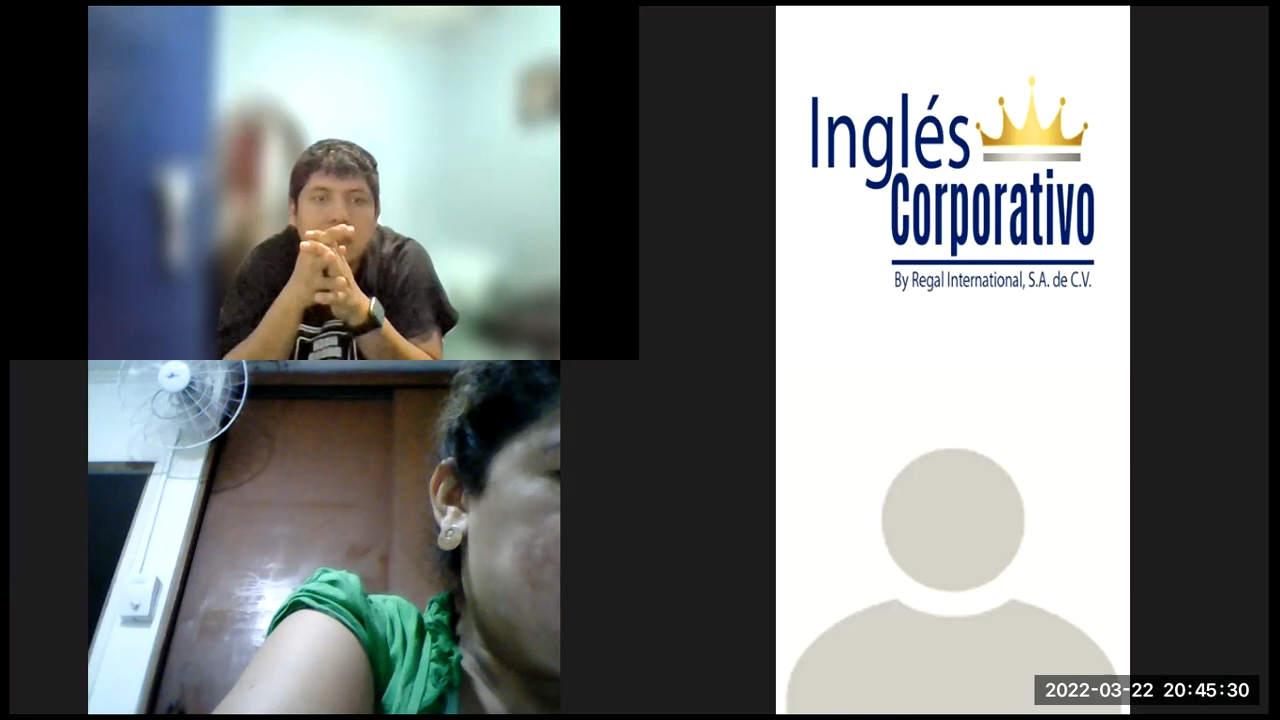 Inglés
Corporativo
By Regal International, S.A. de C.V.
2022-03-22 20:45:30